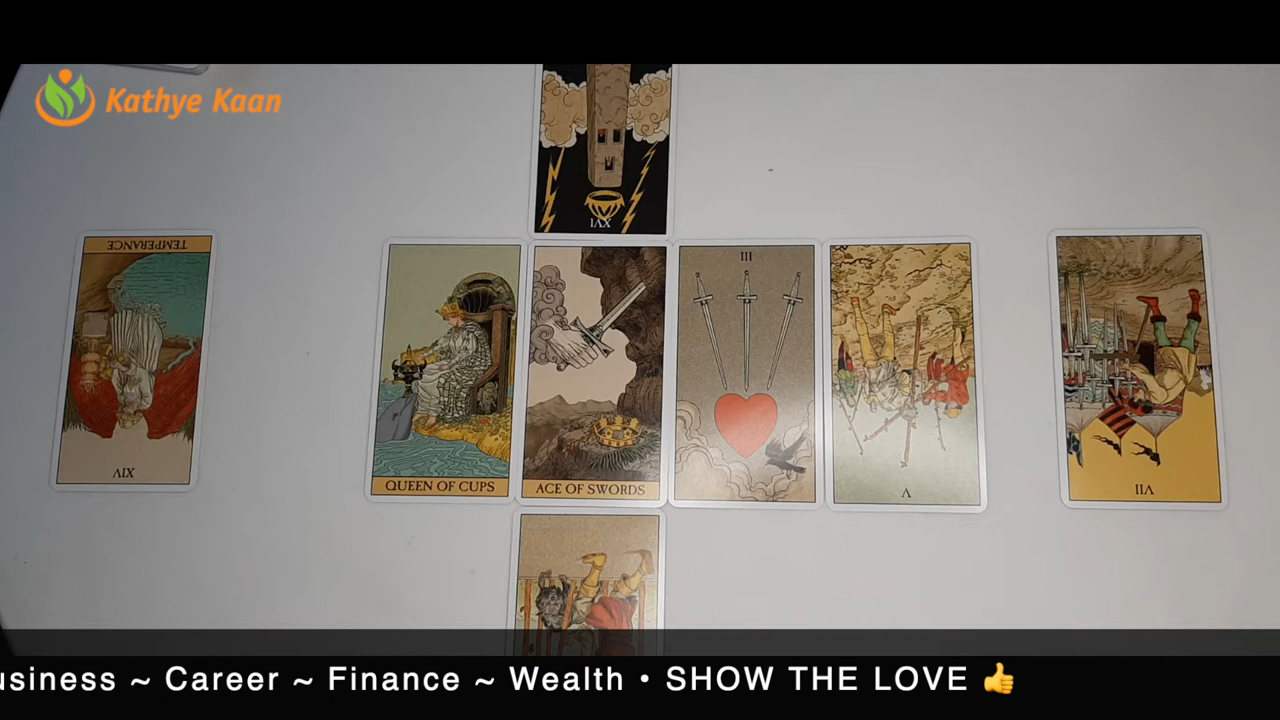 Kathye Kaan
XVI
TEMPERANCE
XIV
QUEEN OF CUPS
ACE OF SWORDS
III
V
VII
usiness ~ Career ~ Finance ~ Wealth • SHOW THE LOVE 👍